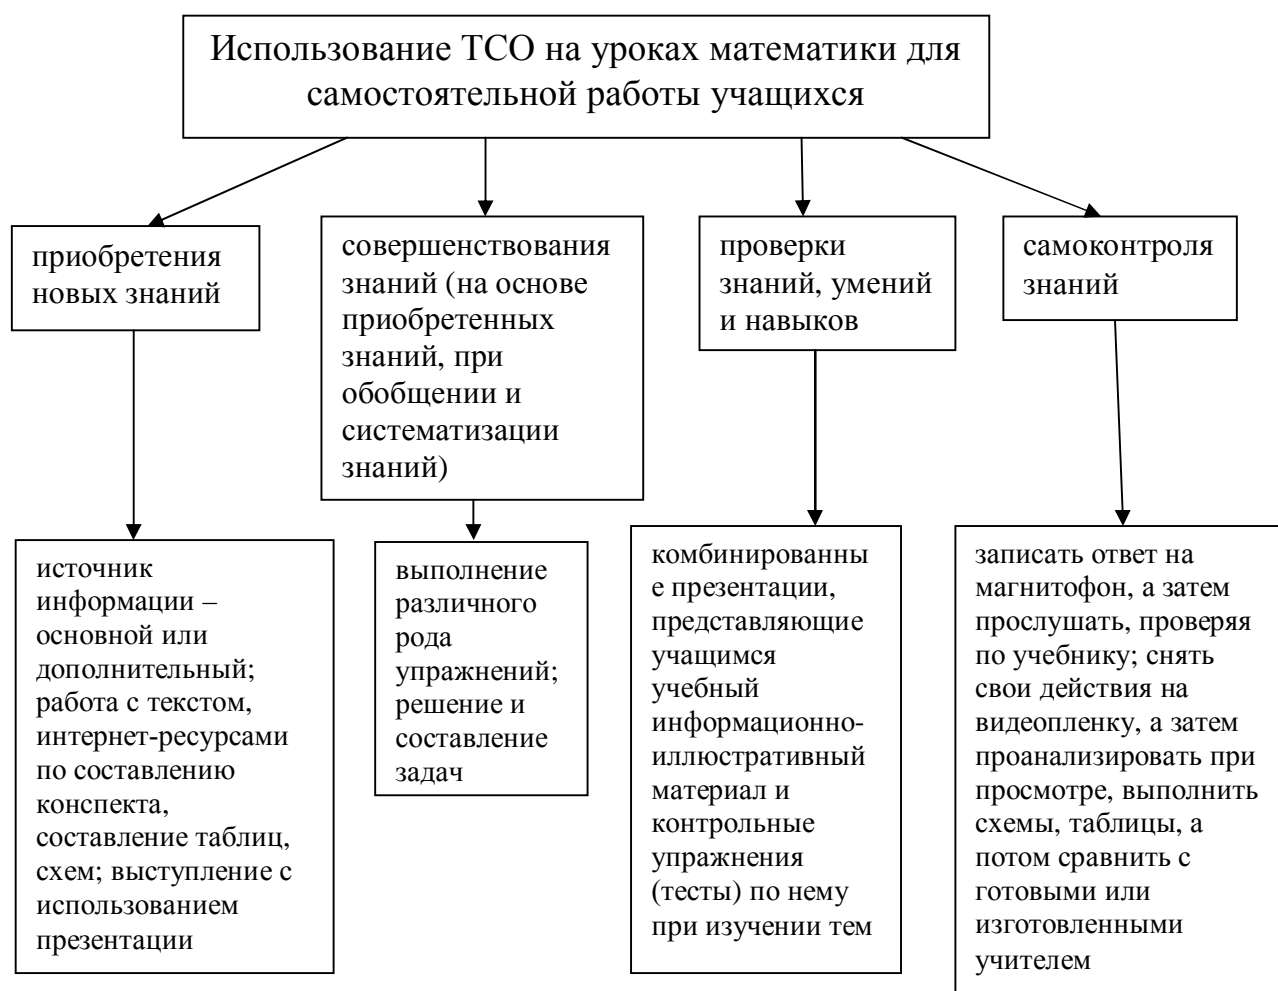 Использование ТСО на уроках математики для
самостоятельной работы учащихся
приобретения
новых знаний
совершенствования
знаний (на основе
приобретенных
знаний, при
обобщении и
систематизации
знаний)
проверки
знаний, умений
и навыков
самоконтроля
знаний
источник
информации –
основной или
дополнительный;
работа с текстом,
интернет-ресурсами
по составлению
конспекта,
составление таблиц,
схем; выступление с
использованием
презентации
выполнение
различного
рода
упражнений;
решение и
составление
задач
комбинированны
е презентации,
представляющие
учащимся
учебный
информационно-
иллюстративный
материал и
контрольные
упражнения
(тесты) по нему
при изучении тем
записать ответ на
магнитофон, а затем
прослушать, проверяя
по учебнику; снять
свои действия на
видеопленку, а затем
проанализировать при
просмотре, выполнить
схемы, таблицы, а
потом сравнить с
готовыми или
изготовленными
учителем